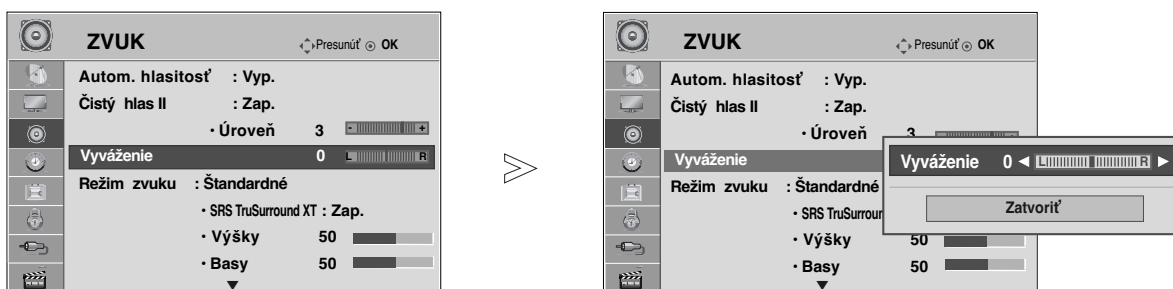 ZVUK
Presunúť OK
Autom. hlasitosť : Vyp.
Čistý hlas II : Zap.
• Úroveň 3 - +
Vyváženie 0 L R
Režim zvuku : Štandardné
• SRS TruSurround XT : Zap.
• Výšky 50
• Basy 50
ZVUK
Presunúť OK
Autom. hlasitosť : Vyp.
Čistý hlas II : Zap.
• Úroveň 3
Vyváženie
Režim zvuku : Štandardné
• SRS TruSurroun
• Výšky 50
• Basy 50
Vyváženie 0 L R
Zatvoriť